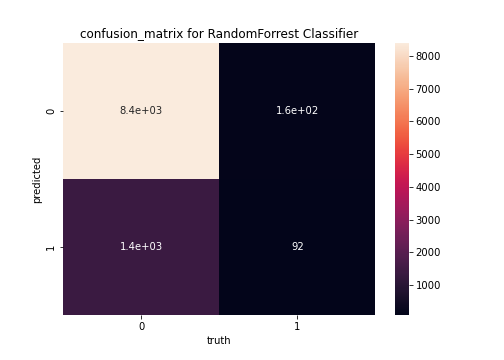 confusion_matrix for RandomForrest Classifier
predicted
0
8.4e+03
1.6e+02
1
1.4e+03
92
0
1
truth
8000
7000
6000
5000
4000
3000
2000
1000